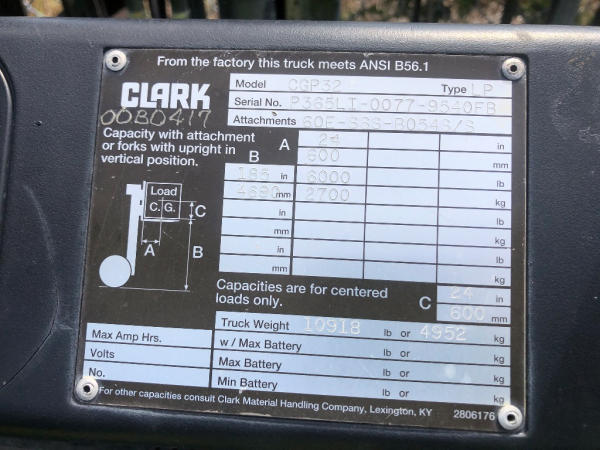 From the factory this truck meets ANSI B56.1
CLARK
00B0417
Model CGP32 Type LP
Serial No. P365LI-0077-9540FB
Attachments 60F-S3S-B054S/S
Capacity with attachment
or forks with upright in
vertical position.
A 24 in
B 600 mm
185 in 6000 lb
4680 mm 2700 kg
in lb
mm kg
in lb
mm kg
Load
C. G.
C
A
B
Capacities are for centered
loads only.
C 24 in
600 mm
Truck Weight 10918 lb or 4952 kg
Max Amp Hrs. w / Max Battery lb or kg
Volts Max Battery lb or kg
No. Min Battery lb or kg
For other capacities consult Clark Material Handling Company, Lexington, KY 2806176